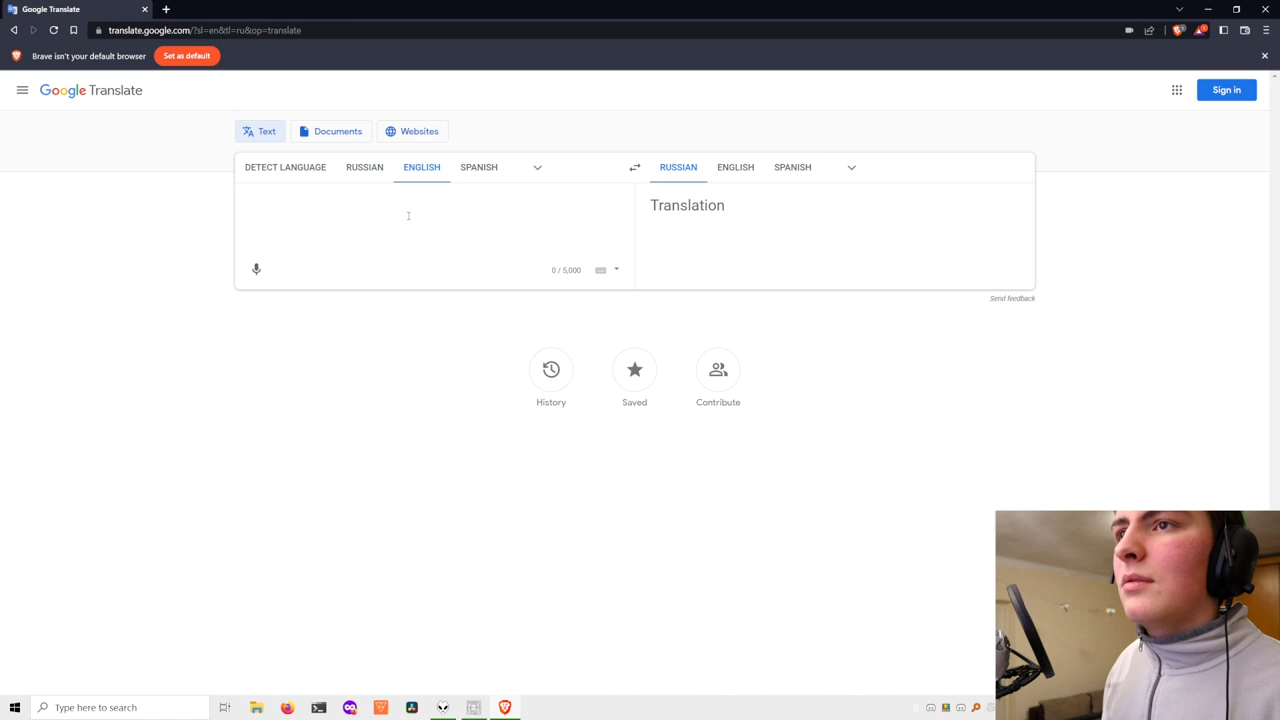 Google Translate
translate.google.com/?sl=en&tl=ru&op=translate
Brave isn't your default browser
Set as default
Google Translate
Sign in
Text
Documents
Websites
DETECT LANGUAGE
RUSSIAN
ENGLISH
SPANISH
RUSSIAN
ENGLISH
SPANISH
Translation
0 / 5,000
Send feedback
History
Saved
Contribute
Type here to search